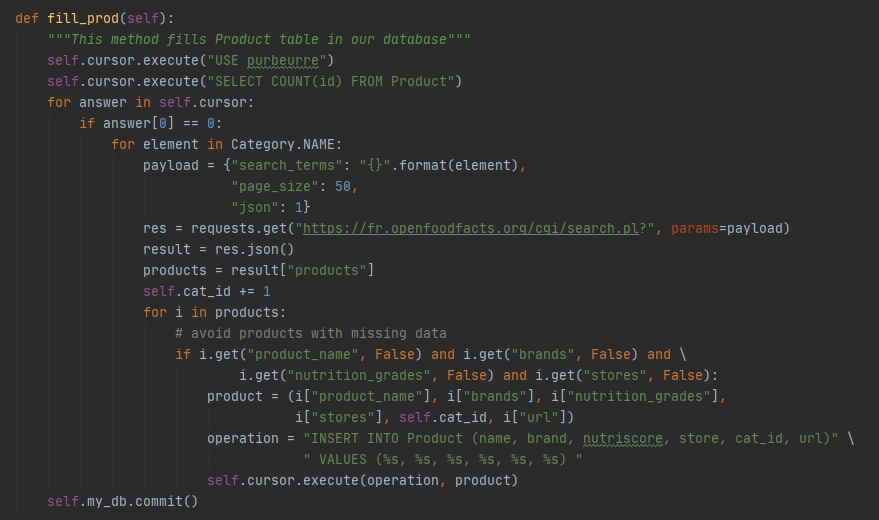 def fill_prod(self):
    """This method fills Product table in our database"""
    self.cursor.execute("USE purbeurre")
    self.cursor.execute("SELECT COUNT(id) FROM Product")
    for answer in self.cursor:
        if answer[0] == 0:
            for element in Category.NAME:
                payload = {"search_terms": "{}".format(element),
                           "page_size": 50,
                           "json": 1}
                res = requests.get("https://fr.openfoodfacts.org/cgi/search.pl?", params=payload)
                result = res.json()
                products = result["products"]
                self.cat_id += 1
                for i in products:
                    # avoid products with missing data
                    if i.get("product_name", False) and i.get("brands", False) and \
                            i.get("nutrition_grades", False) and i.get("stores", False):
                        product = (i["product_name"], i["brands"], i["nutrition_grades"],
                                   i["stores"], self.cat_id, i["url"])
                        operation = "INSERT INTO Product (name, brand, nutriscore, store, cat_id, url)" \
                                    " VALUES (%s, %s, %s, %s, %s, %s) "
                        self.cursor.execute(operation, product)
    self.my_db.commit()